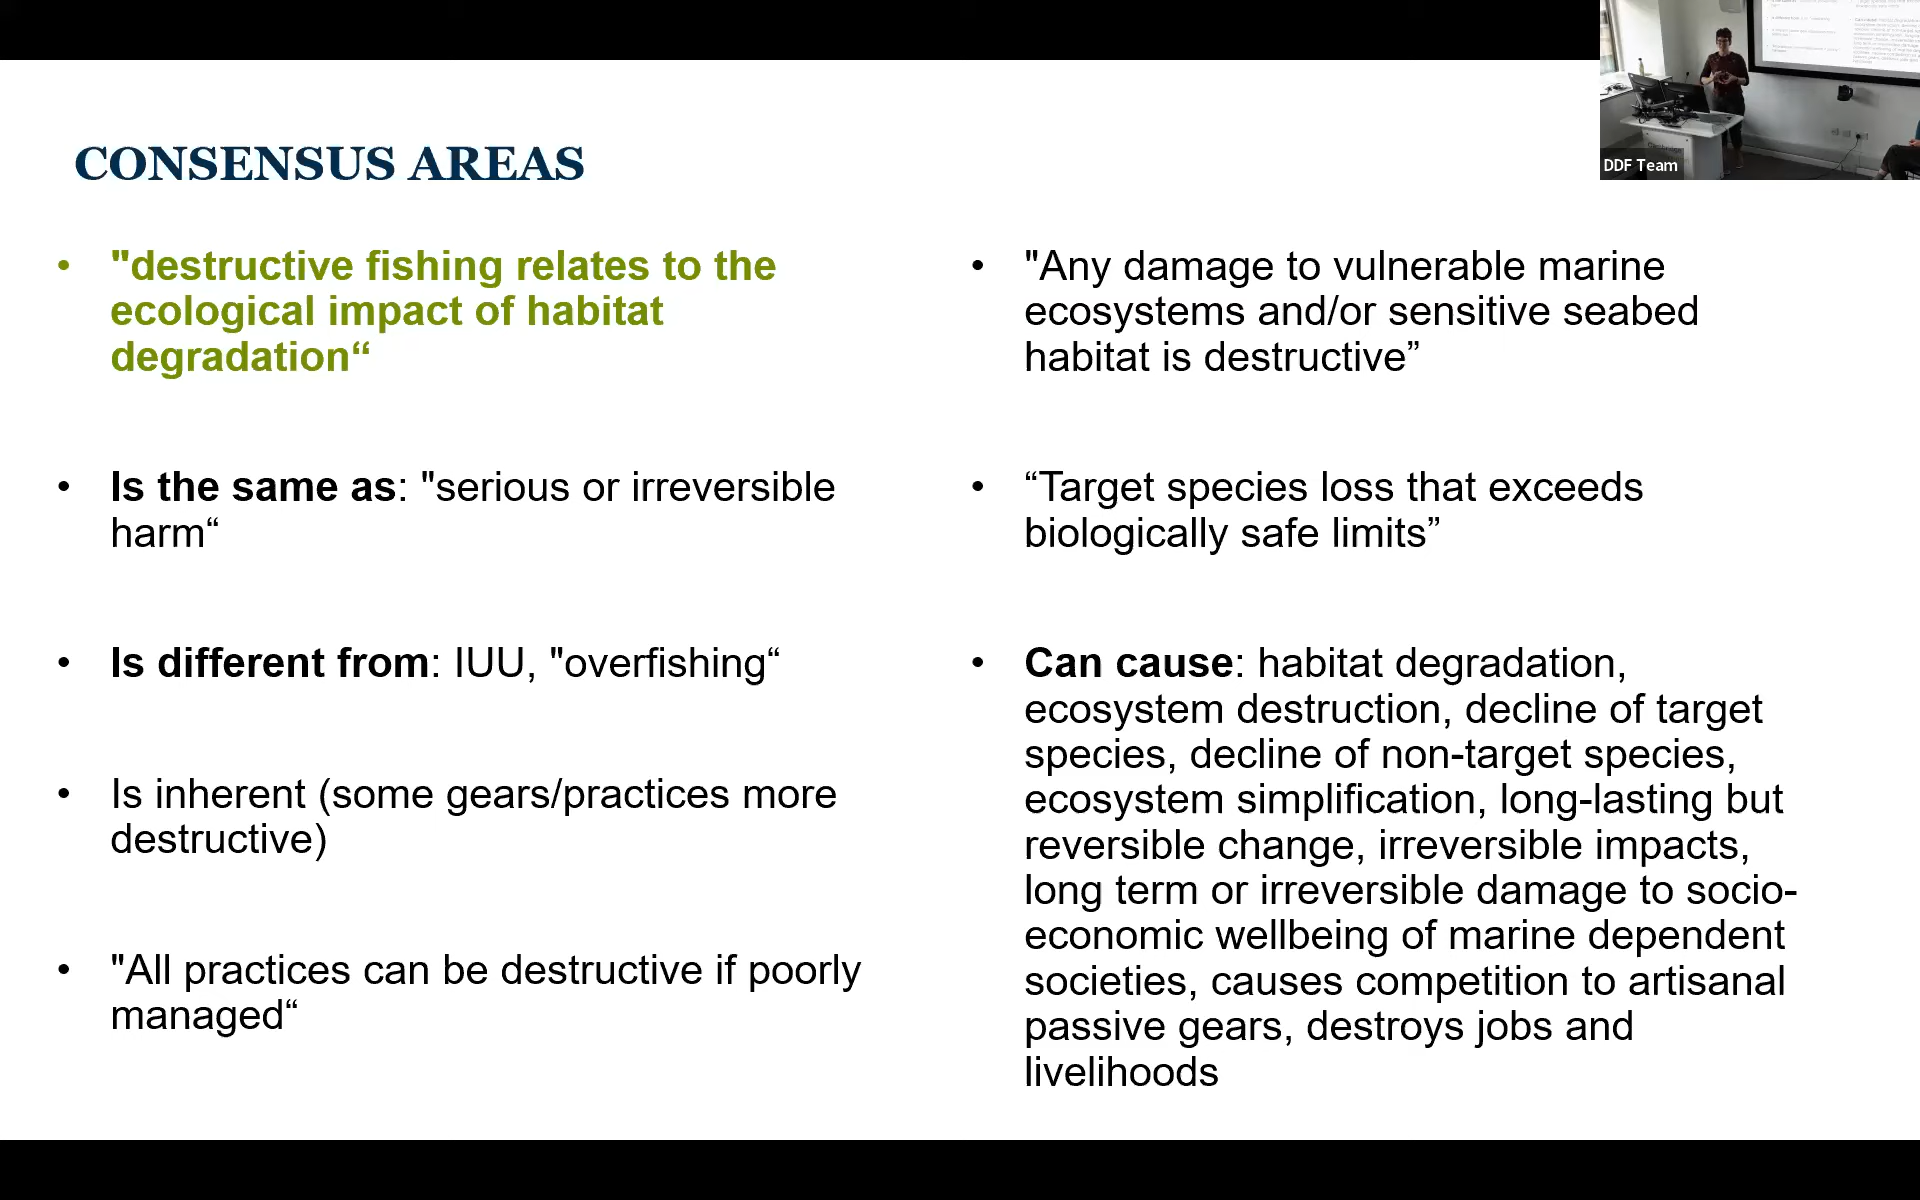 CONSENSUS AREAS
• "destructive fishing relates to the
ecological impact of habitat
degradation“
• Is the same as: "serious or irreversible
harm“
• Is different from: IUU, "overfishing“
• Is inherent (some gears/practices more
destructive)
• "All practices can be destructive if poorly
managed“
• "Any damage to vulnerable marine
ecosystems and/or sensitive seabed
habitat is destructive”
• “Target species loss that exceeds
biologically safe limits”
• Can cause: habitat degradation,
ecosystem destruction, decline of target
species, decline of non-target species,
ecosystem simplification, long-lasting but
reversible change, irreversible impacts,
long term or irreversible damage to socio-
economic wellbeing of marine dependent
societies, causes competition to artisanal
passive gears, destroys jobs and
livelihoods
DDF Team